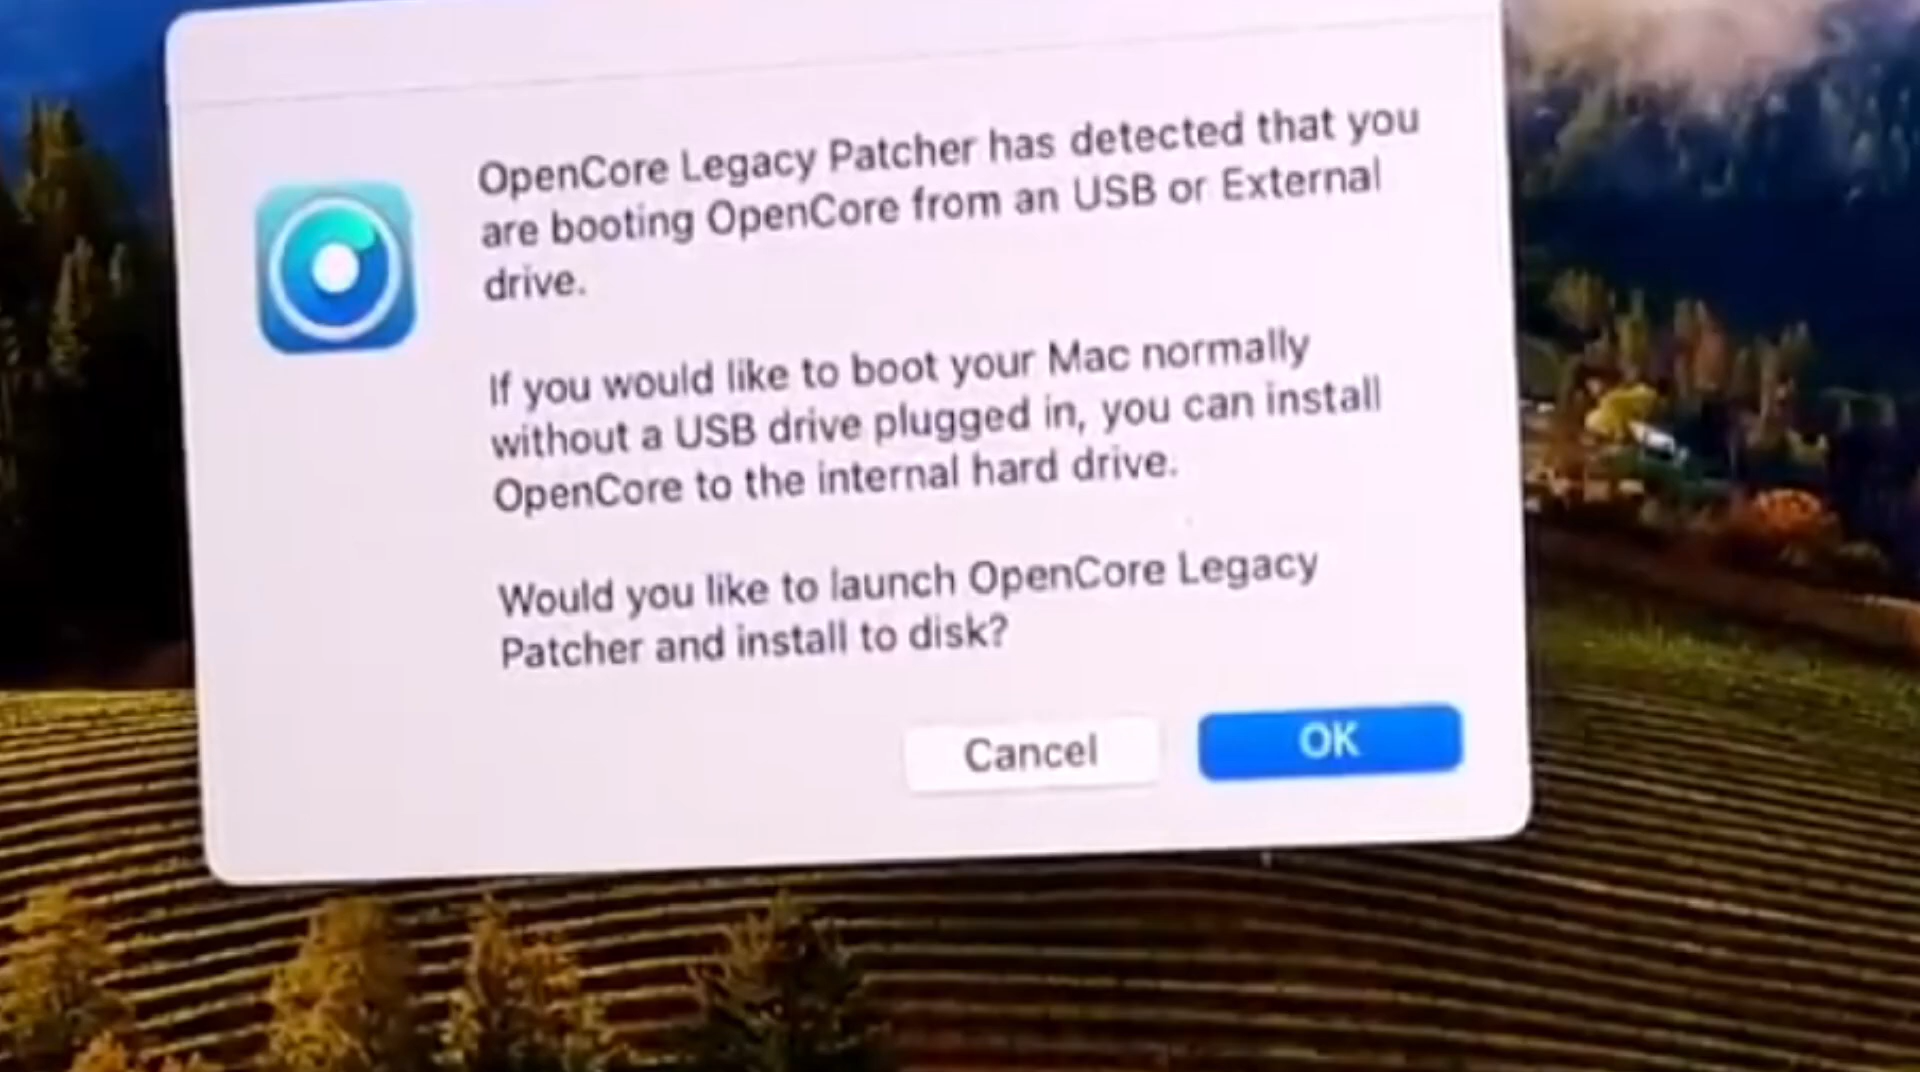 OpenCore Legacy Patcher has detected that you
are booting OpenCore from an USB or External
drive.
If you would like to boot your Mac normally
without a USB drive plugged in, you can install
OpenCore to the internal hard drive.
Would you like to launch OpenCore Legacy
Patcher and install to disk?
Cancel
OK